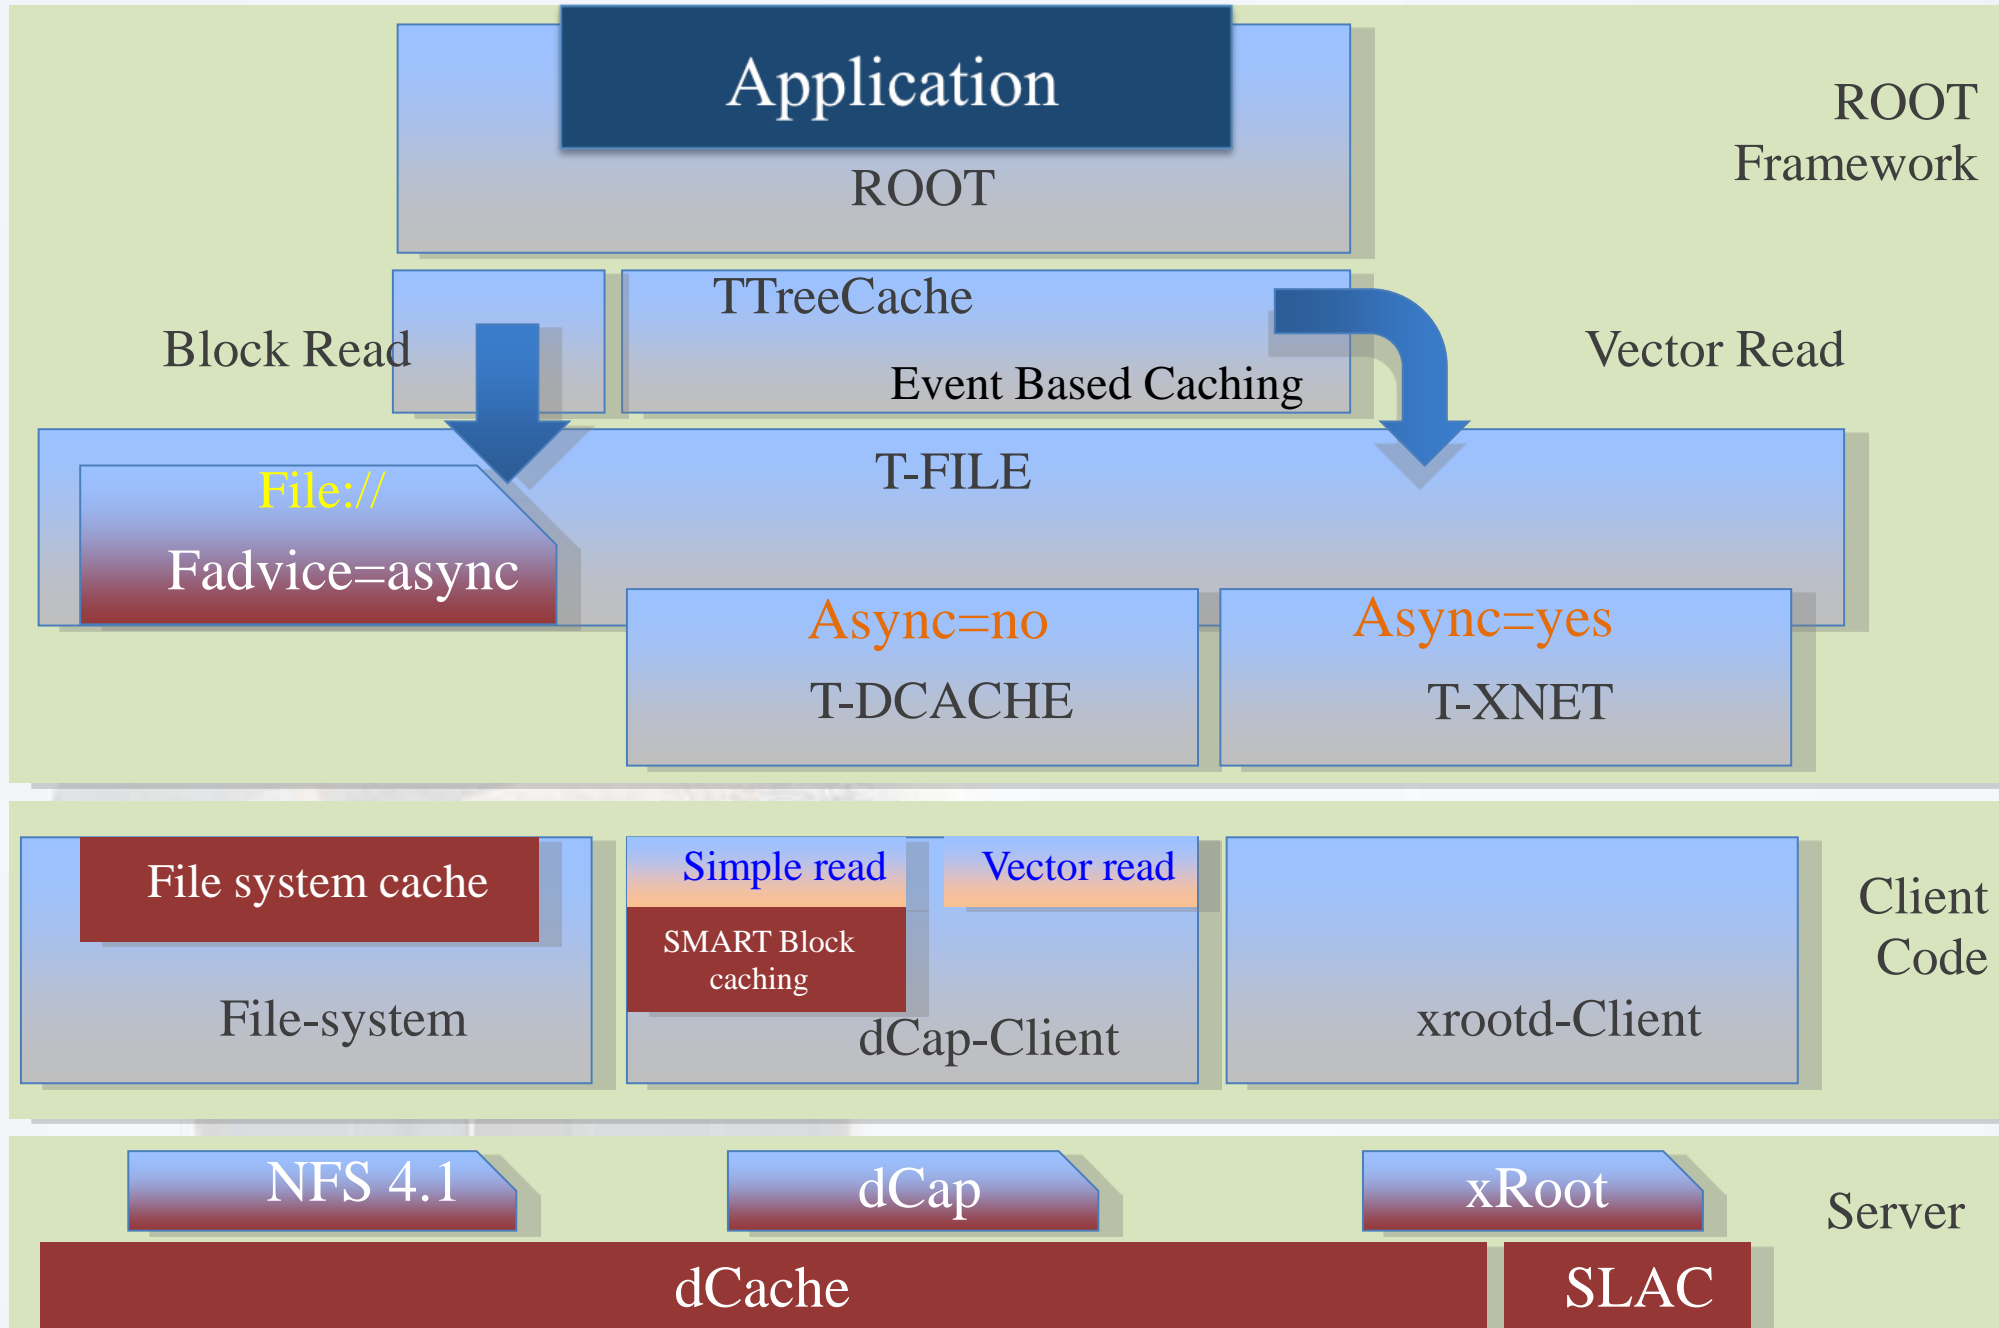 Application
ROOT
Framework
ROOT
TTreeCache
Block Read
Vector Read
Event Based Caching
T-FILE
File://
Fadvice=async
Async=no
Async=yes
T-DCACHE
T-XNET
File system cache
Simple read
Vector read
SMART Block
caching
Client
Code
File-system
dCap-Client
xrootd-Client
NFS 4.1
dCap
xRoot
Server
dCache
SLAC